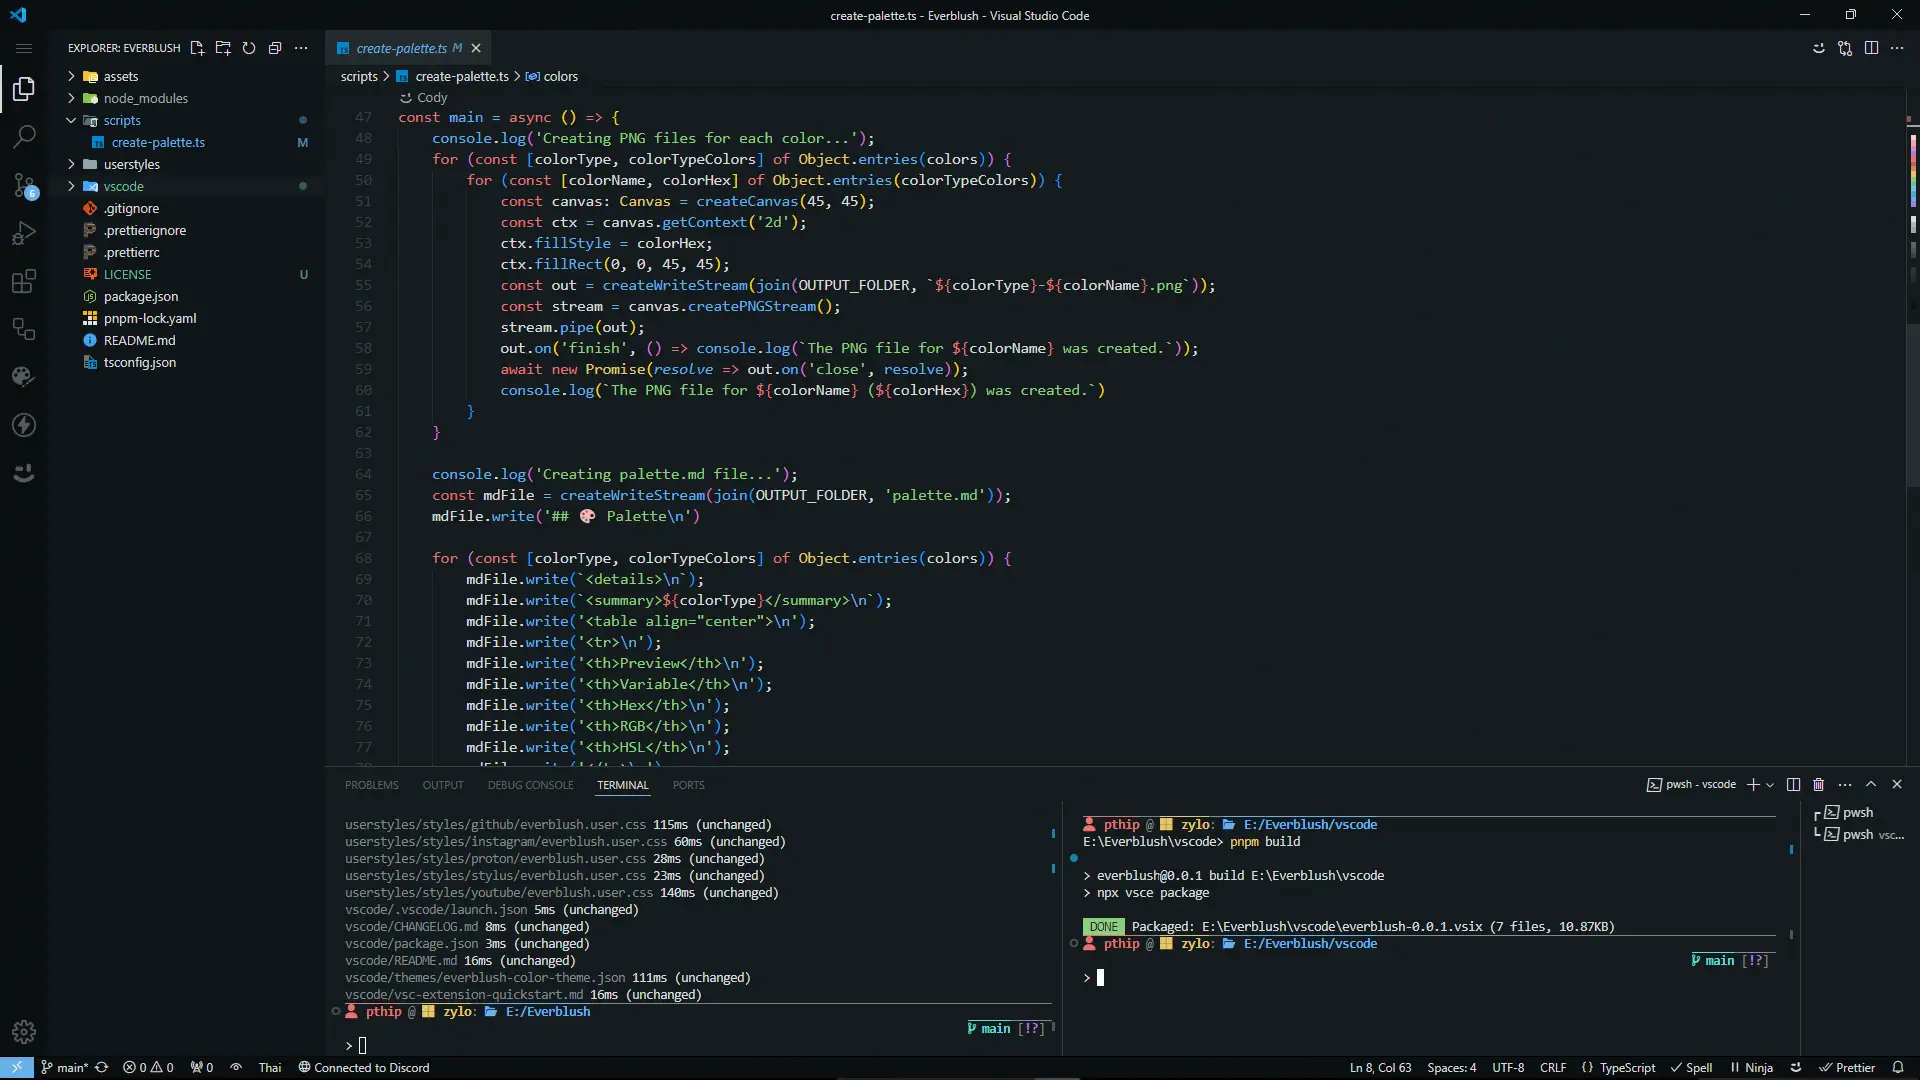 create-palette.ts - Everblush - Visual Studio Code
EXPLORER: EVERBLUSH
assets
node_modules
scripts
create-palette.ts M
userstyles
vscode
.gitignore
.prettierignore
.prettierrc
LICENSE U
package.json
pnpm-lock.yaml
README.md
tsconfig.json
6
create-palette.ts M
scripts > create-palette.ts > colors
Cody
47 const main = async () => {
48 console.log('Creating PNG files for each color...');
49 for (const [colorType, colorTypeColors] of Object.entries(colors)) {
50 for (const [colorName, colorHex] of Object.entries(colorTypeColors)) {
51 const canvas: Canvas = createCanvas(45, 45);
52 const ctx = canvas.getContext('2d');
53 ctx.fillStyle = colorHex;
54 ctx.fillRect(0, 0, 45, 45);
55 const out = createWriteStream(join(OUTPUT_FOLDER, `${colorType}-${colorName}.png`));
56 const stream = canvas.createPNGStream();
57 stream.pipe(out);
58 out.on('finish', () => console.log(`The PNG file for ${colorName} was created.`));
59 await new Promise(resolve => out.on('close', resolve));
60 console.log(`The PNG file for ${colorName} (${colorHex}) was created.`)
61 }
62 }
63
64 console.log('Creating palette.md file...');
65 const mdFile = createWriteStream(join(OUTPUT_FOLDER, 'palette.md'));
66 mdFile.write('## 🎨 Palette\n')
67
68 for (const [colorType, colorTypeColors] of Object.entries(colors)) {
69 mdFile.write(`<details>\n`);
70 mdFile.write(`<summary>${colorType}</summary>\n`);
71 mdFile.write('<table align="center">\n');
72 mdFile.write('<tr>\n');
73 mdFile.write('<th>Preview</th>\n');
74 mdFile.write('<th>Variable</th>\n');
75 mdFile.write('<th>Hex</th>\n');
76 mdFile.write('<th>RGB</th>\n');
77 mdFile.write('<th>HSL</th>\n');
PROBLEMS OUTPUT DEBUG CONSOLE TERMINAL PORTS
pwsh - vscode
userstyles/styles/github/everblush.user.css 115ms (unchanged)
userstyles/styles/instagram/everblush.user.css 60ms (unchanged)
userstyles/styles/proton/everblush.user.css 28ms (unchanged)
userstyles/styles/stylus/everblush.user.css 23ms (unchanged)
userstyles/styles/youtube/everblush.user.css 140ms (unchanged)
vscode/.vscode/launch.json 5ms (unchanged)
vscode/CHANGELOG.md 8ms (unchanged)
vscode/package.json 3ms (unchanged)
vscode/README.md 16ms (unchanged)
vscode/themes/everblush-color-theme.json 111ms (unchanged)
vscode/vsc-extension-quickstart.md 16ms (unchanged)
pthip @ zylo: E:/Everblush
main [!?]
>
pthip @ zylo: E:/Everblush/vscode
E:\Everblush\vscode> pnpm build
> everblush@0.0.1 build E:\Everblush\vscode
> npx vsce package
DONE Packaged: E:\Everblush\vscode\everblush-0.0.1.vsix (7 files, 10.87KB)
pthip @ zylo: E:/Everblush/vscode
main [!?]
>
pwsh
pwsh vsc...
main* 0 0 0 Thai Connected to Discord
Ln 8, Col 63 Spaces: 4 UTF-8 CRLF {} TypeScript Spell Ninja Prettier